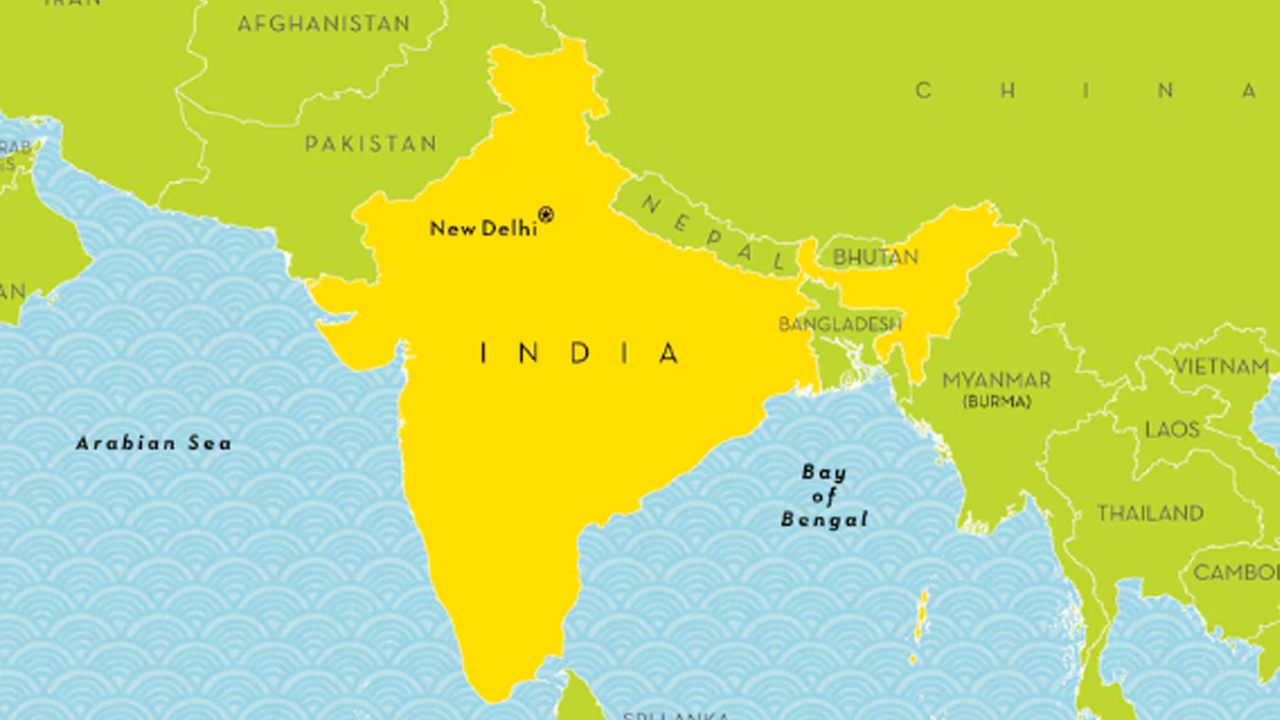 IRAN
AFGHANISTAN
CHINA
PAKISTAN
RAB
ES
NEPAL
New Delhi
BHUTAN
AN
BANGLADESH
INDIA
VIETNAM
MYANMAR
(BURMA)
LAOS
Arabian Sea
Bay
of
Bengal
THAILAND
CAMBO
SRI LANKA